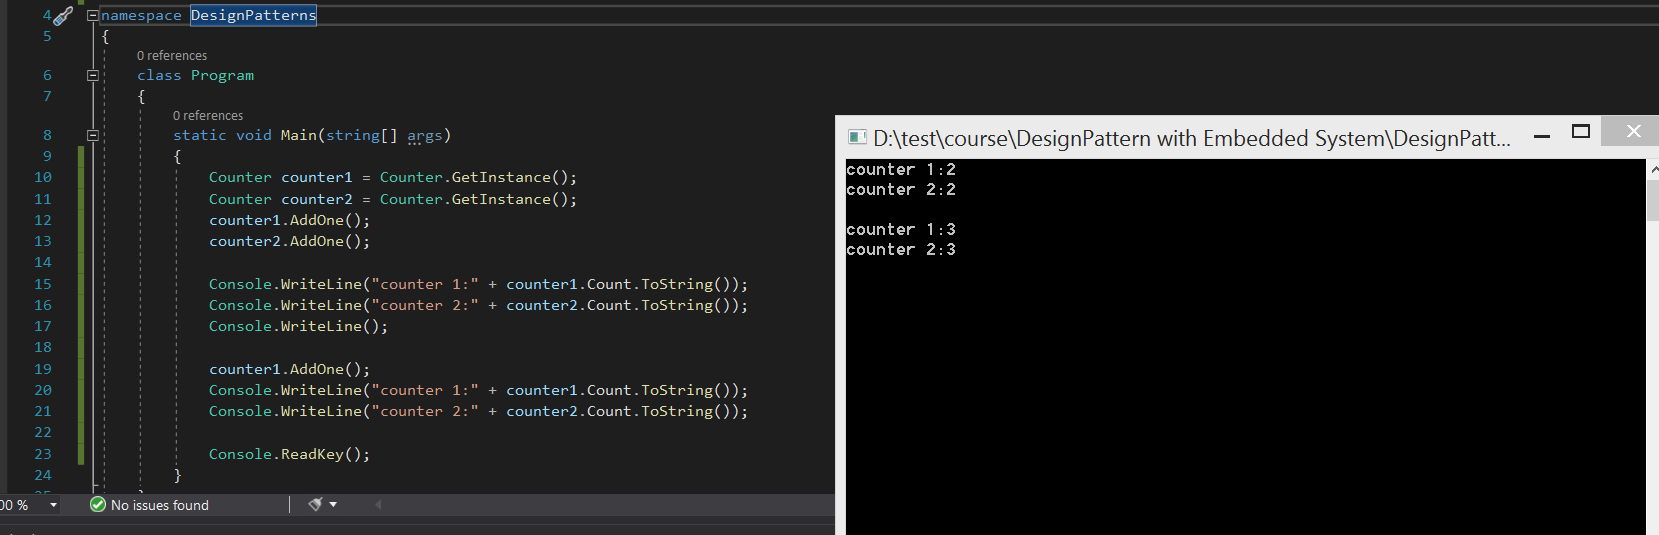 4 namespace DesignPatterns
5 {
0 references
6 class Program
7 {
0 references
8 static void Main(string[] args)
9 {
10 Counter counter1 = Counter.GetInstance();
11 Counter counter2 = Counter.GetInstance();
12 counter1.AddOne();
13 counter2.AddOne();
14
15 Console.WriteLine("counter 1:" + counter1.Count.ToString());
16 Console.WriteLine("counter 2:" + counter2.Count.ToString());
17 Console.WriteLine();
18
19 counter1.AddOne();
20 Console.WriteLine("counter 1:" + counter1.Count.ToString());
21 Console.WriteLine("counter 2:" + counter2.Count.ToString());
22
23 Console.ReadKey();
24 }
00 % No issues found
D:\test\course\DesignPattern with Embedded System\DesignPatt...
counter 1:2
counter 2:2
counter 1:3
counter 2:3